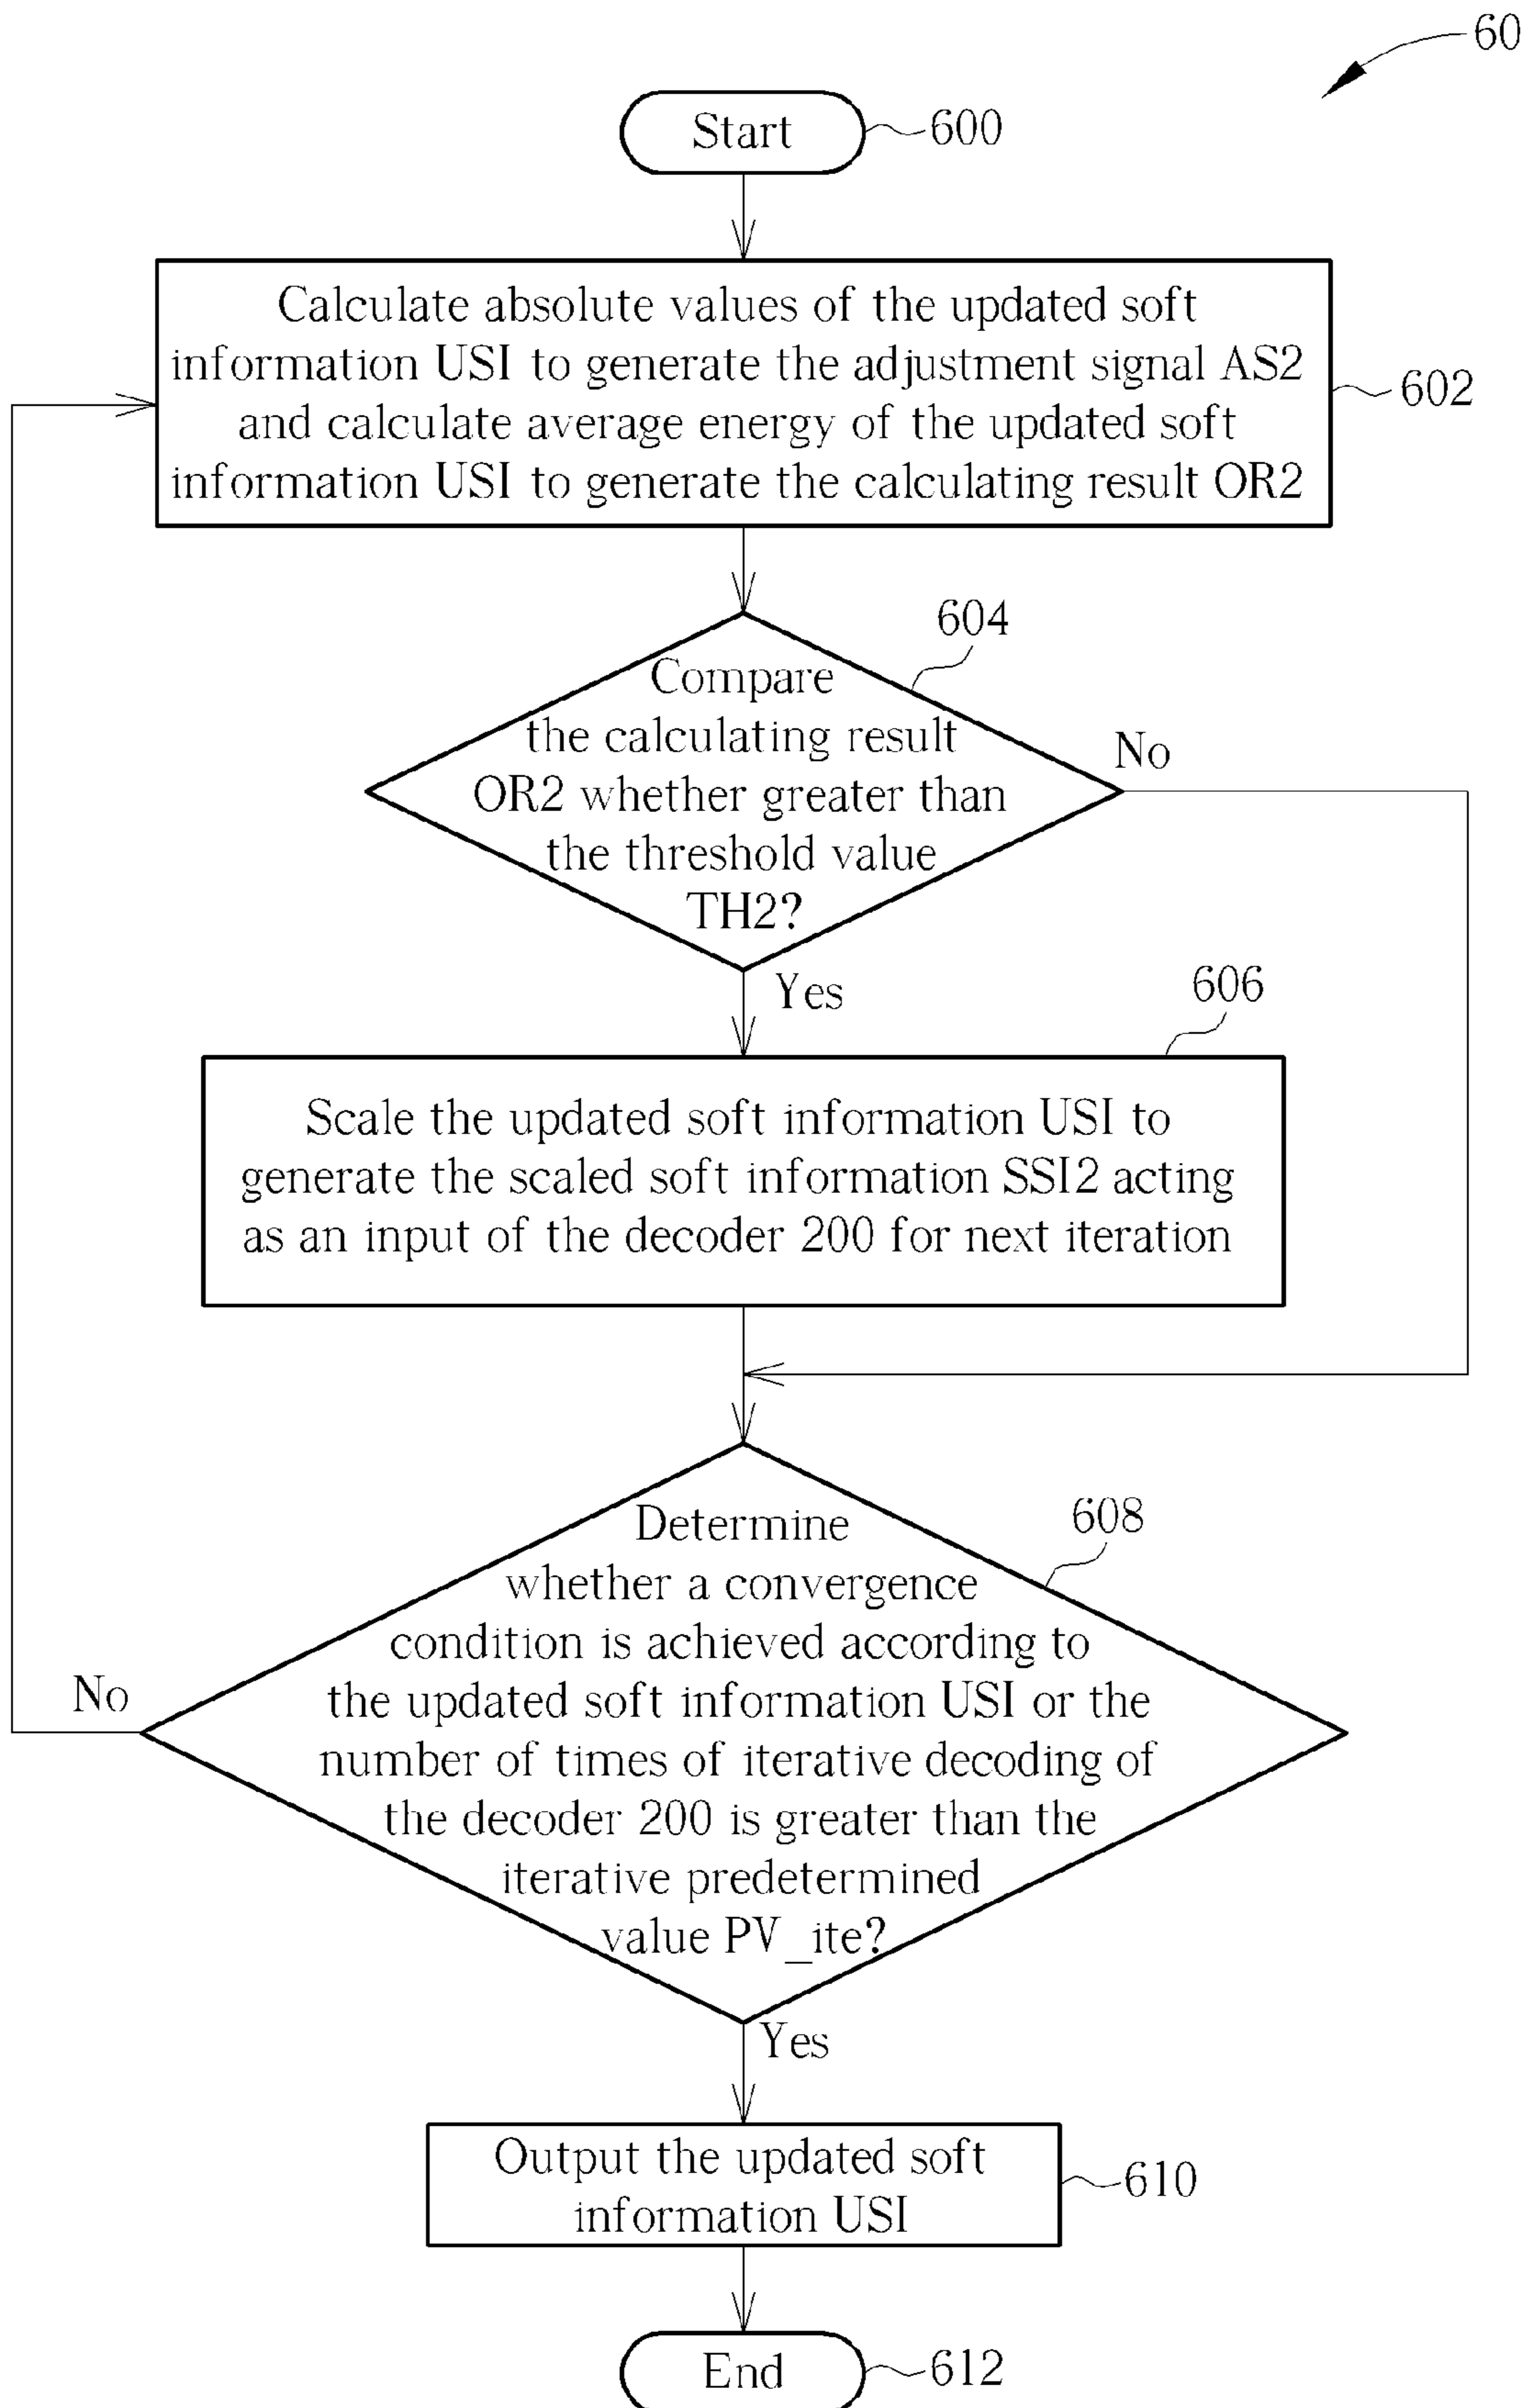 60
Start
600
Calculate absolute values of the updated soft
information USI to generate the adjustment signal AS2
and calculate average energy of the updated soft
information USI to generate the calculating result OR2
602
604
Compare
the calculating result
OR2 whether greater than
the threshold value
TH2?
No
Yes
606
Scale the updated soft information USI to
generate the scaled soft information SSI2 acting
as an input of the decoder 200 for next iteration
608
Determine
whether a convergence
condition is achieved according to
the updated soft information USI or the
number of times of iterative decoding of
the decoder 200 is greater than the
iterative predetermined
value PV_ite?
No
Yes
Output the updated soft
information USI
610
End
612